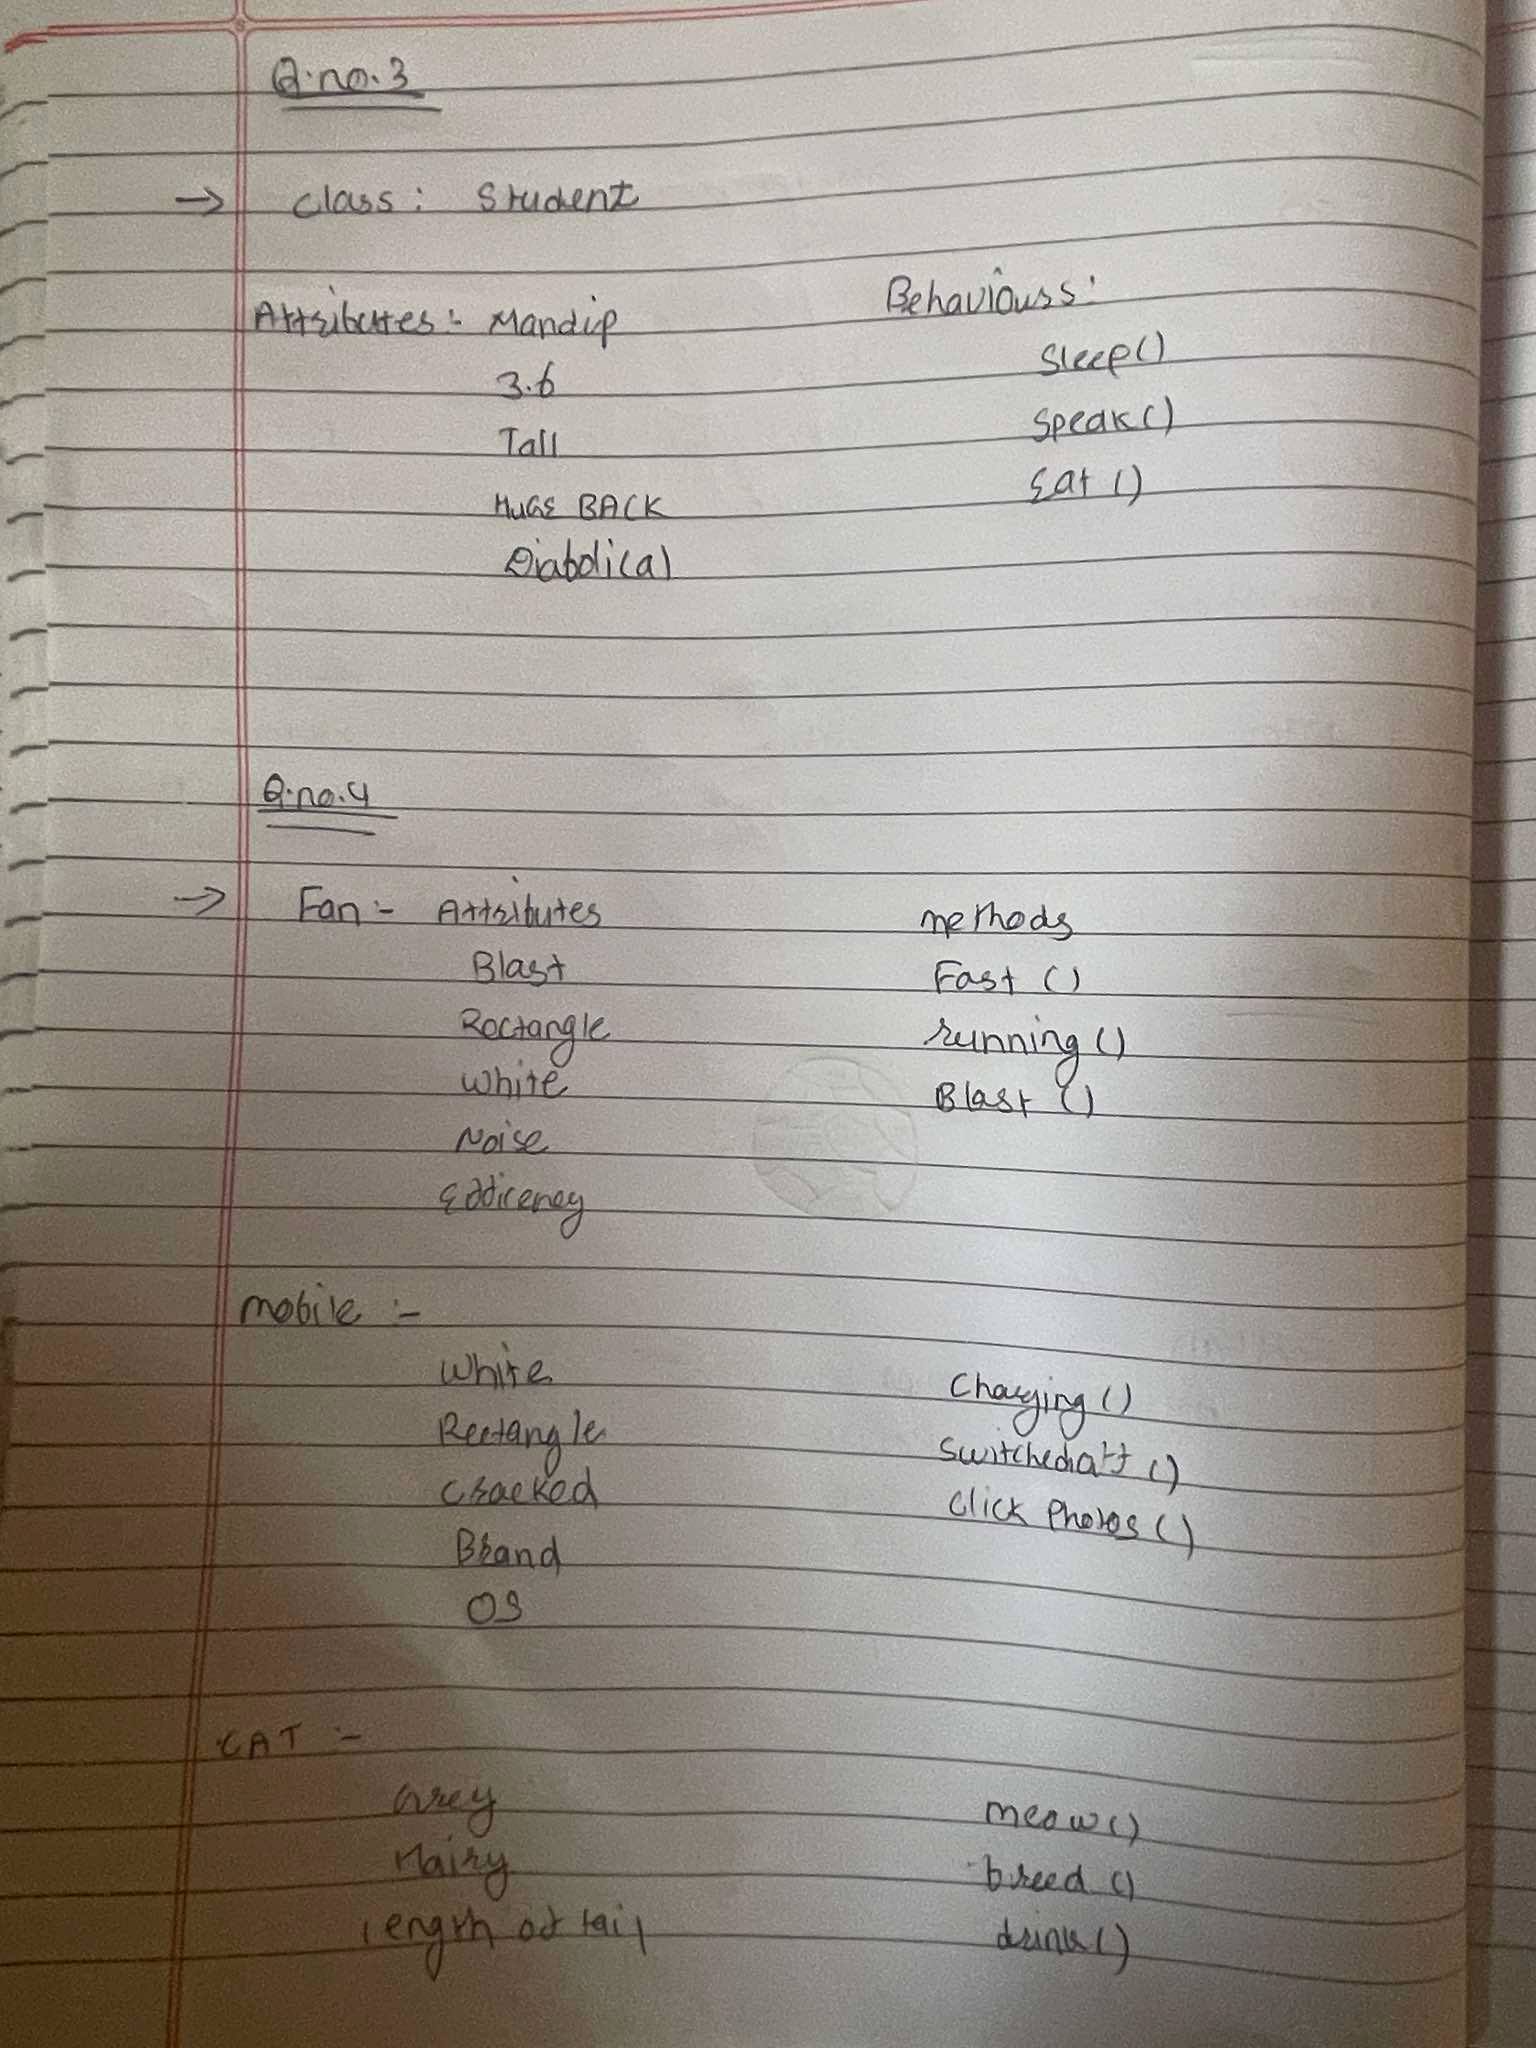 Q.no.3
→ Class: Student
Attributes:- Mandip
3.6
Tall
HUGE BACK
Diabolical
Behaviours:
Sleep()
Speak()
Eat ()
Q.no.4
→ Fan:- Attributes
Blast
Rectangle
White
Noise
Efficeney
methods
Fast ()
running ()
Blast ()
mobile :-
White
Rectangle
Cracked
Brand
OS
Charging ()
Switchedoff ()
Click Photos ()
CAT :-
Grey
Hairy
length of tail
meow()
breed ()
drink()